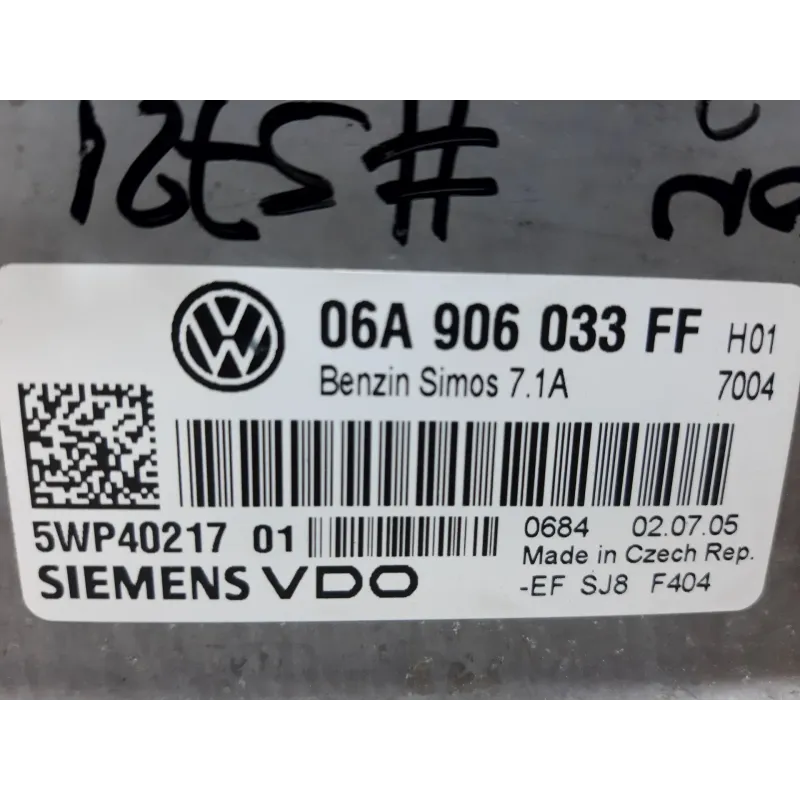 06A 906 033 FF H01
Benzin Simos 7.1A 7004
5WP40217 01 0684 02.07.05
Made in Czech Rep.
SIEMENS VDO -EF SJ8 F404